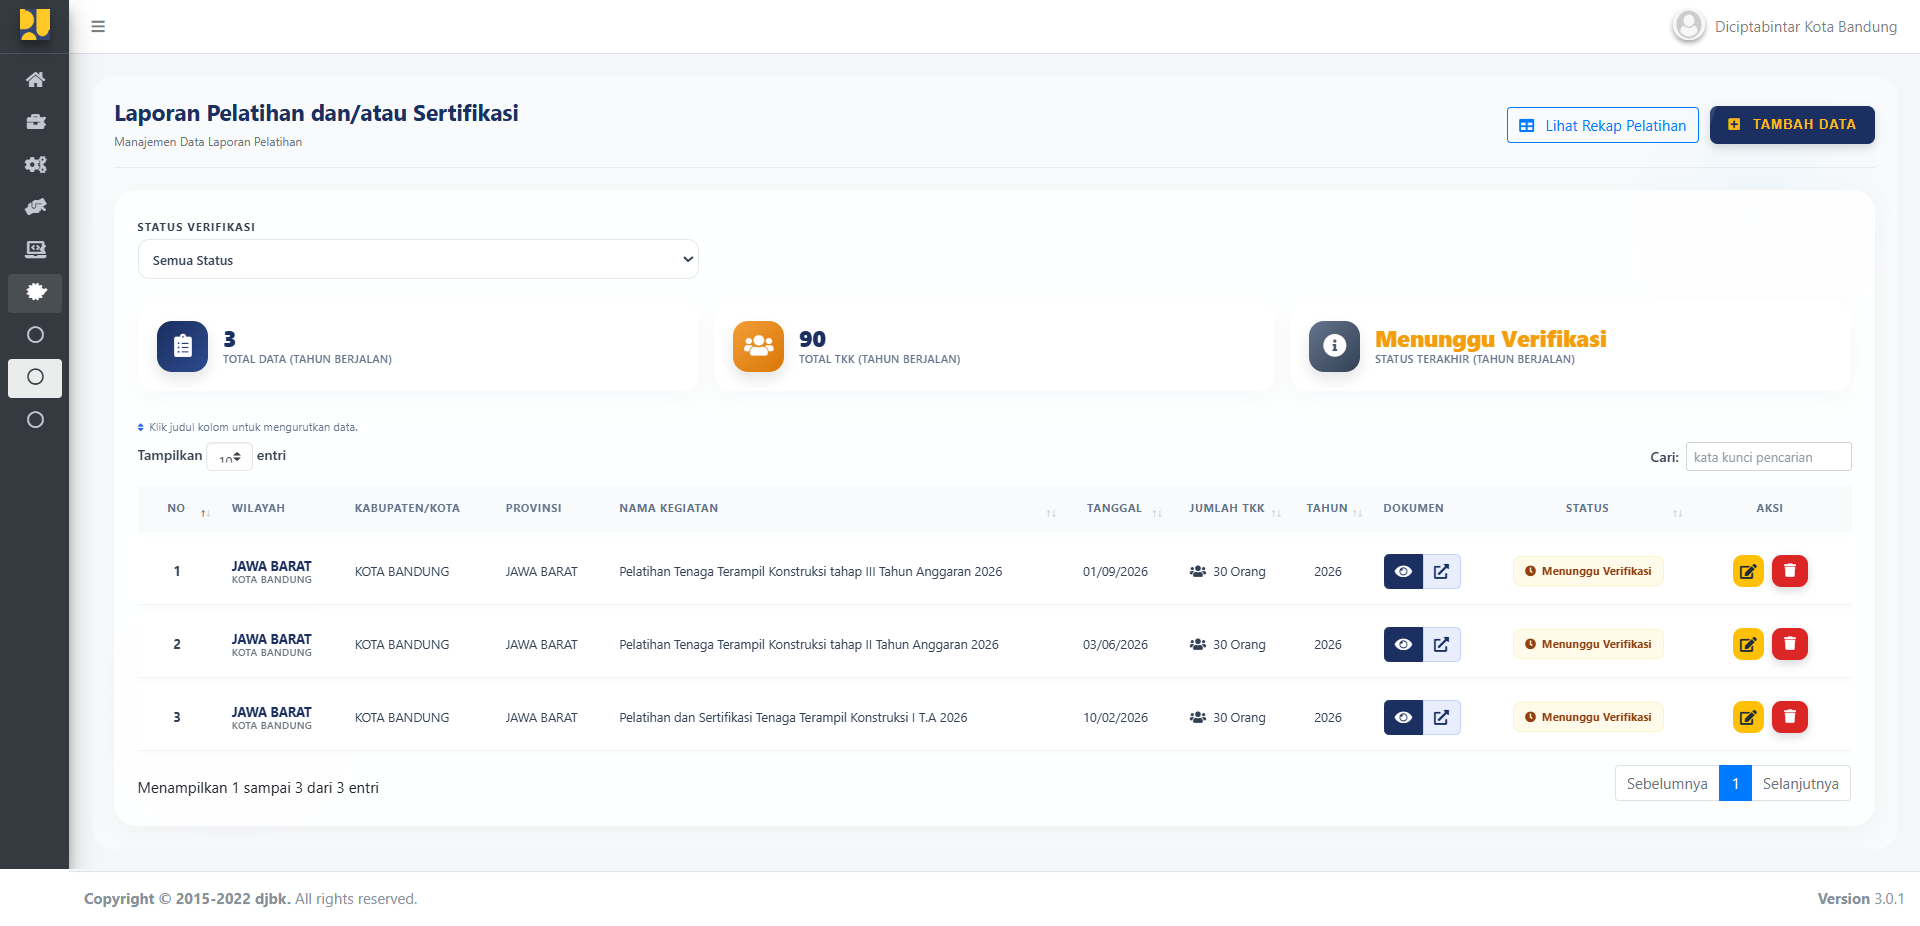 Diciptabintar Kota Bandung
Laporan Pelatihan dan/atau Sertifikasi
Manajemen Data Laporan Pelatihan
Lihat Rekap Pelatihan
TAMBAH DATA
STATUS VERIFIKASI
Semua Status
3
TOTAL DATA (TAHUN BERJALAN)
90
TOTAL TKK (TAHUN BERJALAN)
Menunggu Verifikasi
STATUS TERAKHIR (TAHUN BERJALAN)
Klik judul kolom untuk mengurutkan data.
Tampilkan 10 entri
Cari: kata kunci pencarian
NO WILAYAH KABUPATEN/KOTA PROVINSI NAMA KEGIATAN TANGGAL JUMLAH TKK TAHUN DOKUMEN STATUS AKSI
1 JAWA BARAT KOTA BANDUNG KOTA BANDUNG JAWA BARAT Pelatihan Tenaga Terampil Konstruksi tahap III Tahun Anggaran 2026 01/09/2026 30 Orang 2026 Menunggu Verifikasi
2 JAWA BARAT KOTA BANDUNG KOTA BANDUNG JAWA BARAT Pelatihan Tenaga Terampil Konstruksi tahap II Tahun Anggaran 2026 03/06/2026 30 Orang 2026 Menunggu Verifikasi
3 JAWA BARAT KOTA BANDUNG KOTA BANDUNG JAWA BARAT Pelatihan dan Sertifikasi Tenaga Terampil Konstruksi I T.A 2026 10/02/2026 30 Orang 2026 Menunggu Verifikasi
Menampilkan 1 sampai 3 dari 3 entri
Sebelumnya 1 Selanjutnya
Copyright © 2015-2022 djbk. All rights reserved.
Version 3.0.1